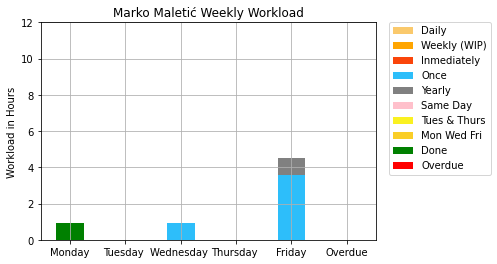 Marko Maletić Weekly Workload
12
10
8
6
4
2
0
Workload in Hours
Monday Tuesday Wednesday Thursday Friday Overdue
Daily
Weekly (WIP)
Inmediately
Once
Yearly
Same Day
Tues & Thurs
Mon Wed Fri
Done
Overdue